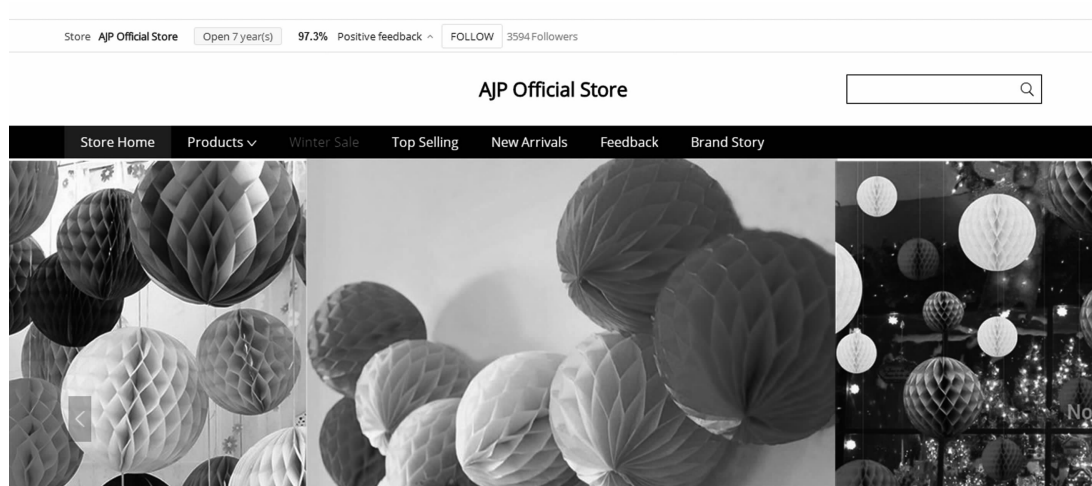 Store AJP Official Store Open 7 year(s) 97.3% Positive feedback FOLLOW 3594 Followers
AJP Official Store
Store Home Products Winter Sale Top Selling New Arrivals Feedback Brand Story
No